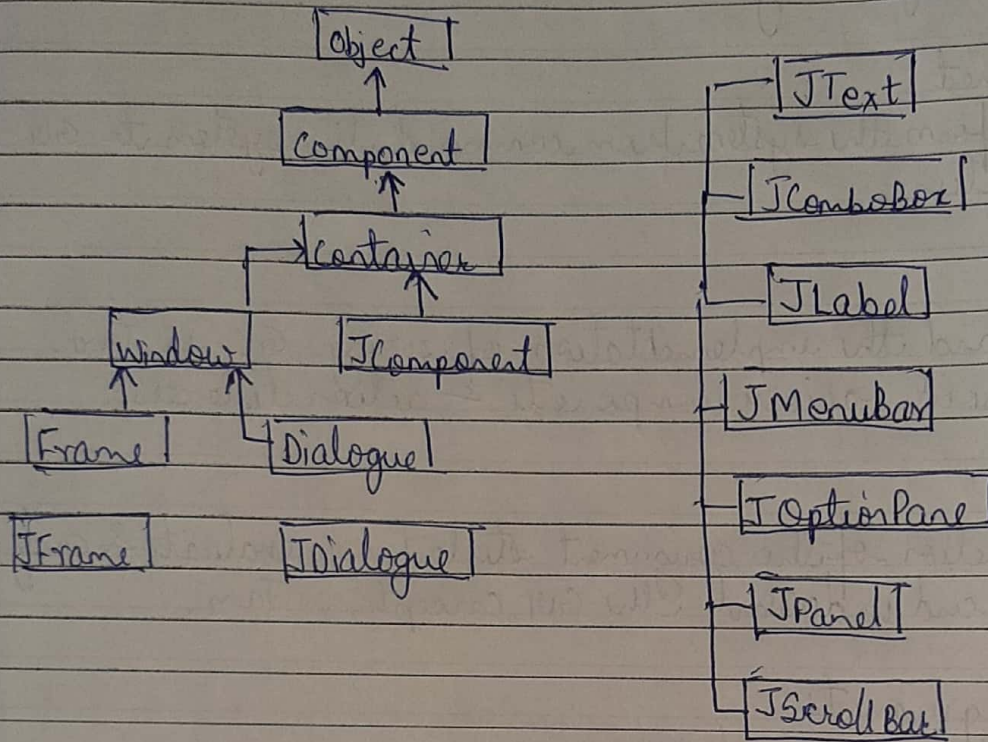 Object
Component
Container
Window
JComponent
Frame
Dialogue
JFrame
JDialogue
JText
JComboBox
JLabel
JMenuBar
JOptionPane
JPanel
JScrollBar